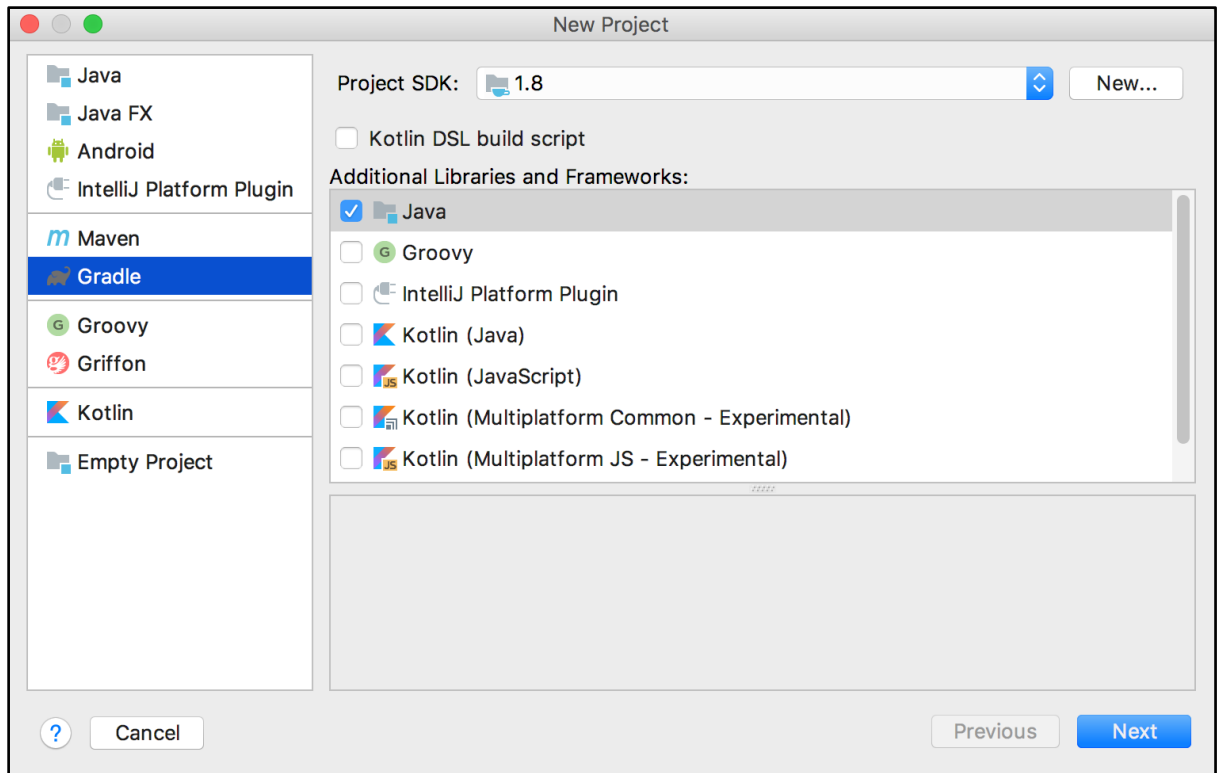 New Project
Java
Java FX
Android
IntelliJ Platform Plugin
m Maven
Gradle
G Groovy
Griffon
Kotlin
Empty Project
Project SDK: 1.8 New...
Kotlin DSL build script
Additional Libraries and Frameworks:
Java
G Groovy
IntelliJ Platform Plugin
Kotlin (Java)
JS Kotlin (JavaScript)
Kotlin (Multiplatform Common - Experimental)
JS Kotlin (Multiplatform JS - Experimental)
? Cancel Previous Next